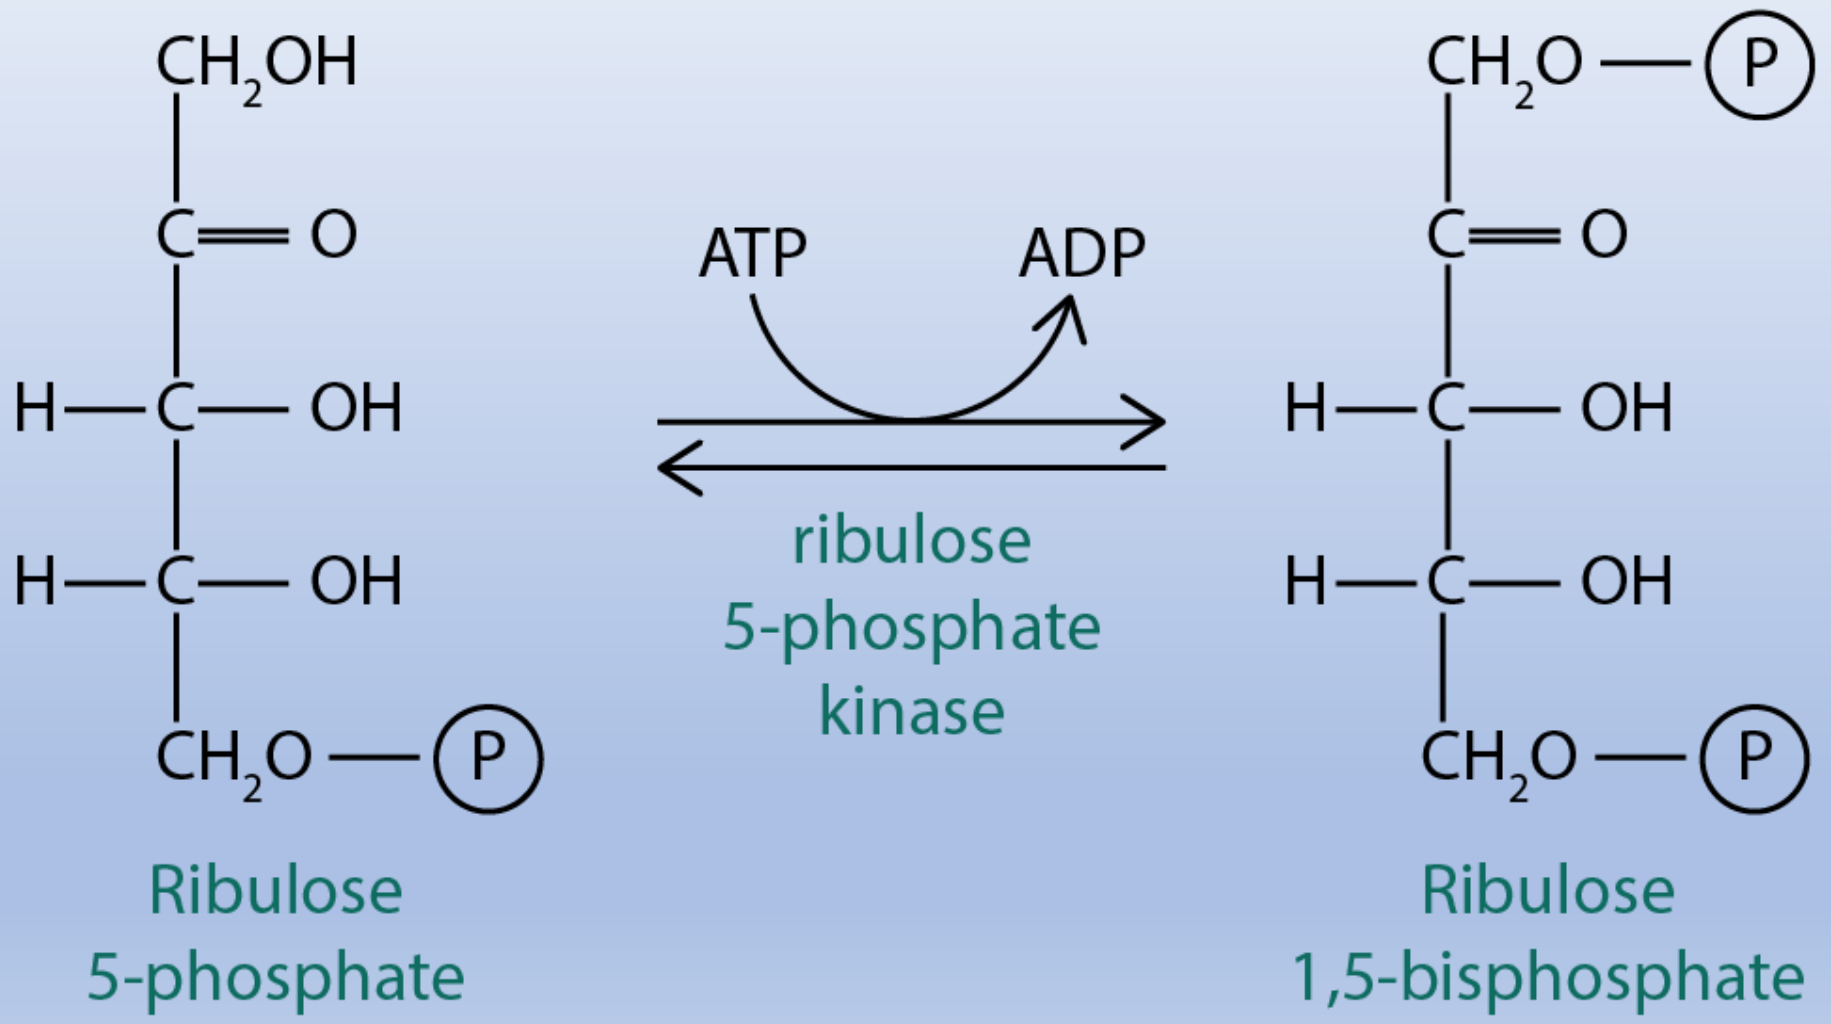 CH₂OH
C O
H C OH
H C OH
CH₂O P
Ribulose
5-phosphate
ATP ADP
ribulose
5-phosphate
kinase
CH₂O P
C O
H C OH
H C OH
CH₂O P
Ribulose
1,5-bisphosphate